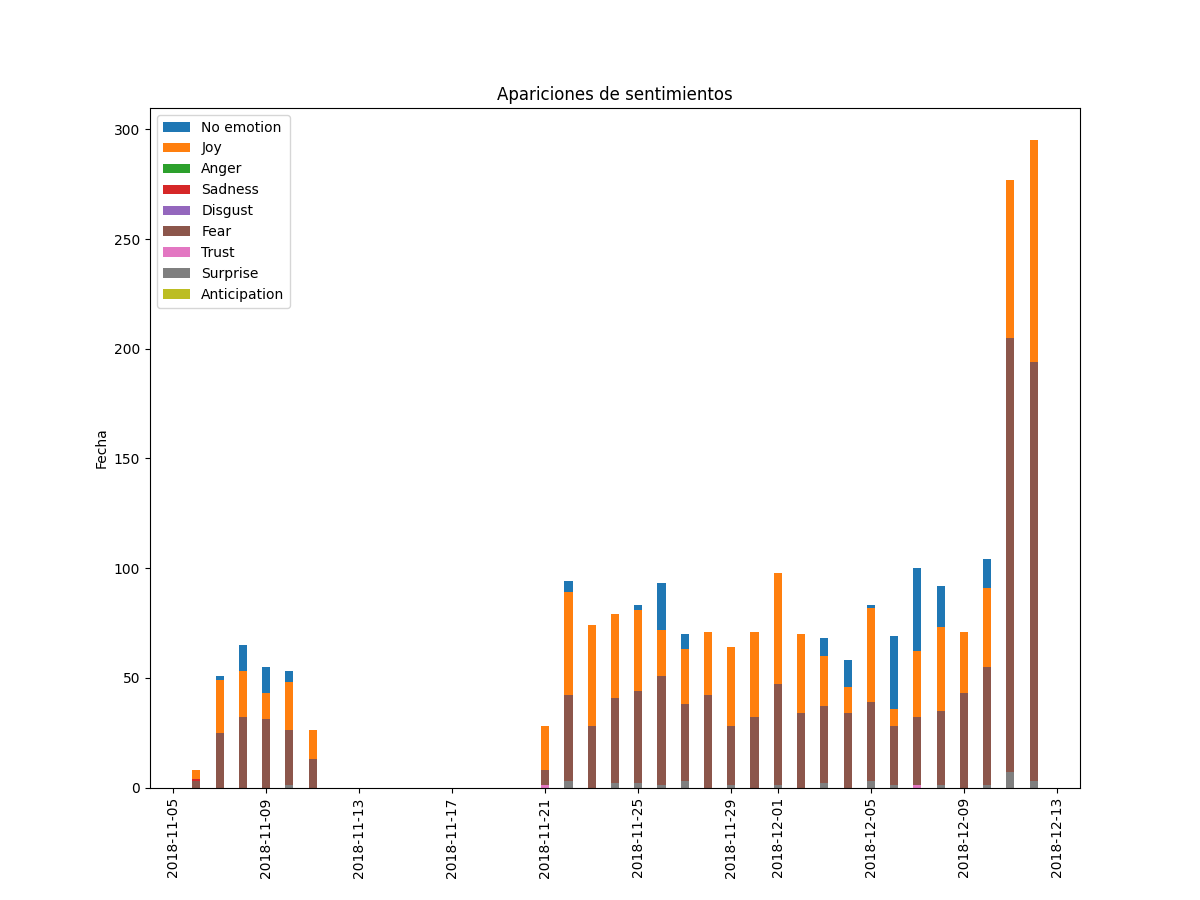 Apariciones de sentimientos
No emotion
Joy
Anger
Sadness
Disgust
Fear
Trust
Surprise
Anticipation
Fecha
300
250
200
150
100
50
0
2018-11-05
2018-11-09
2018-11-13
2018-11-17
2018-11-21
2018-11-25
2018-11-29
2018-12-01
2018-12-05
2018-12-09
2018-12-13